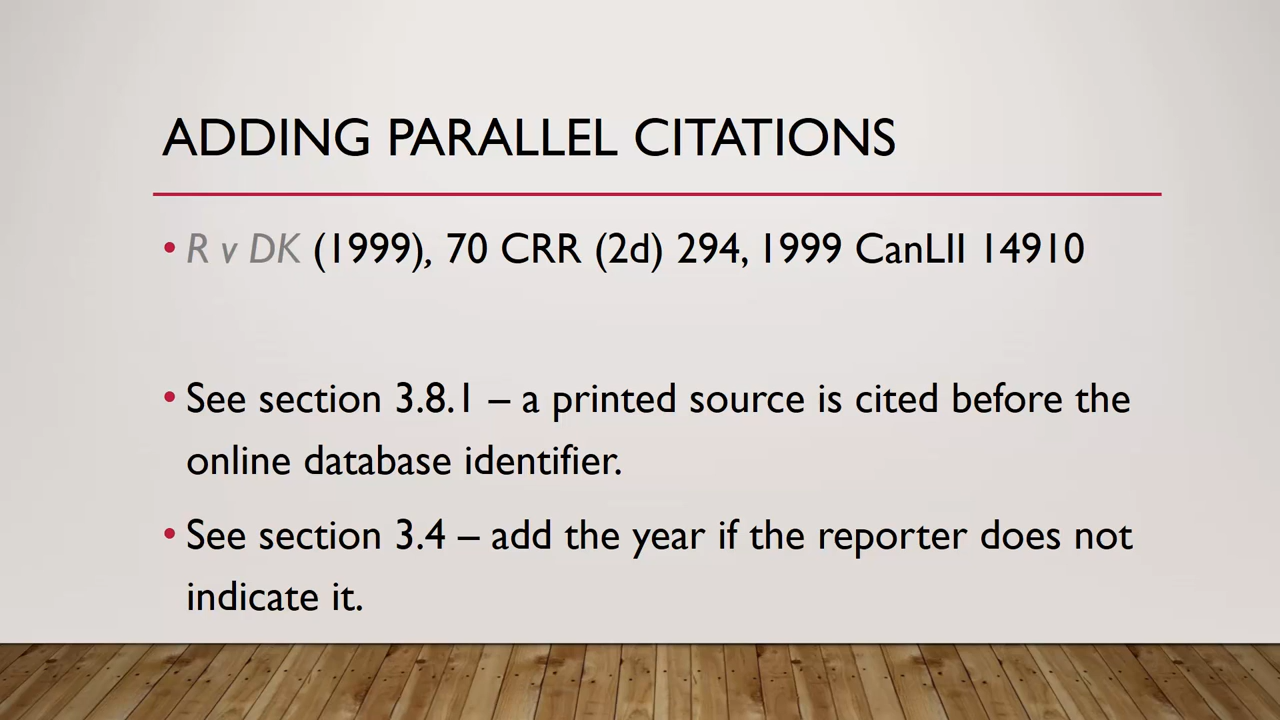 ADDING PARALLEL CITATIONS
• R v DK (1999), 70 CRR (2d) 294, 1999 CanLII 14910
• See section 3.8.1 – a printed source is cited before the
online database identifier.
• See section 3.4 – add the year if the reporter does not
indicate it.